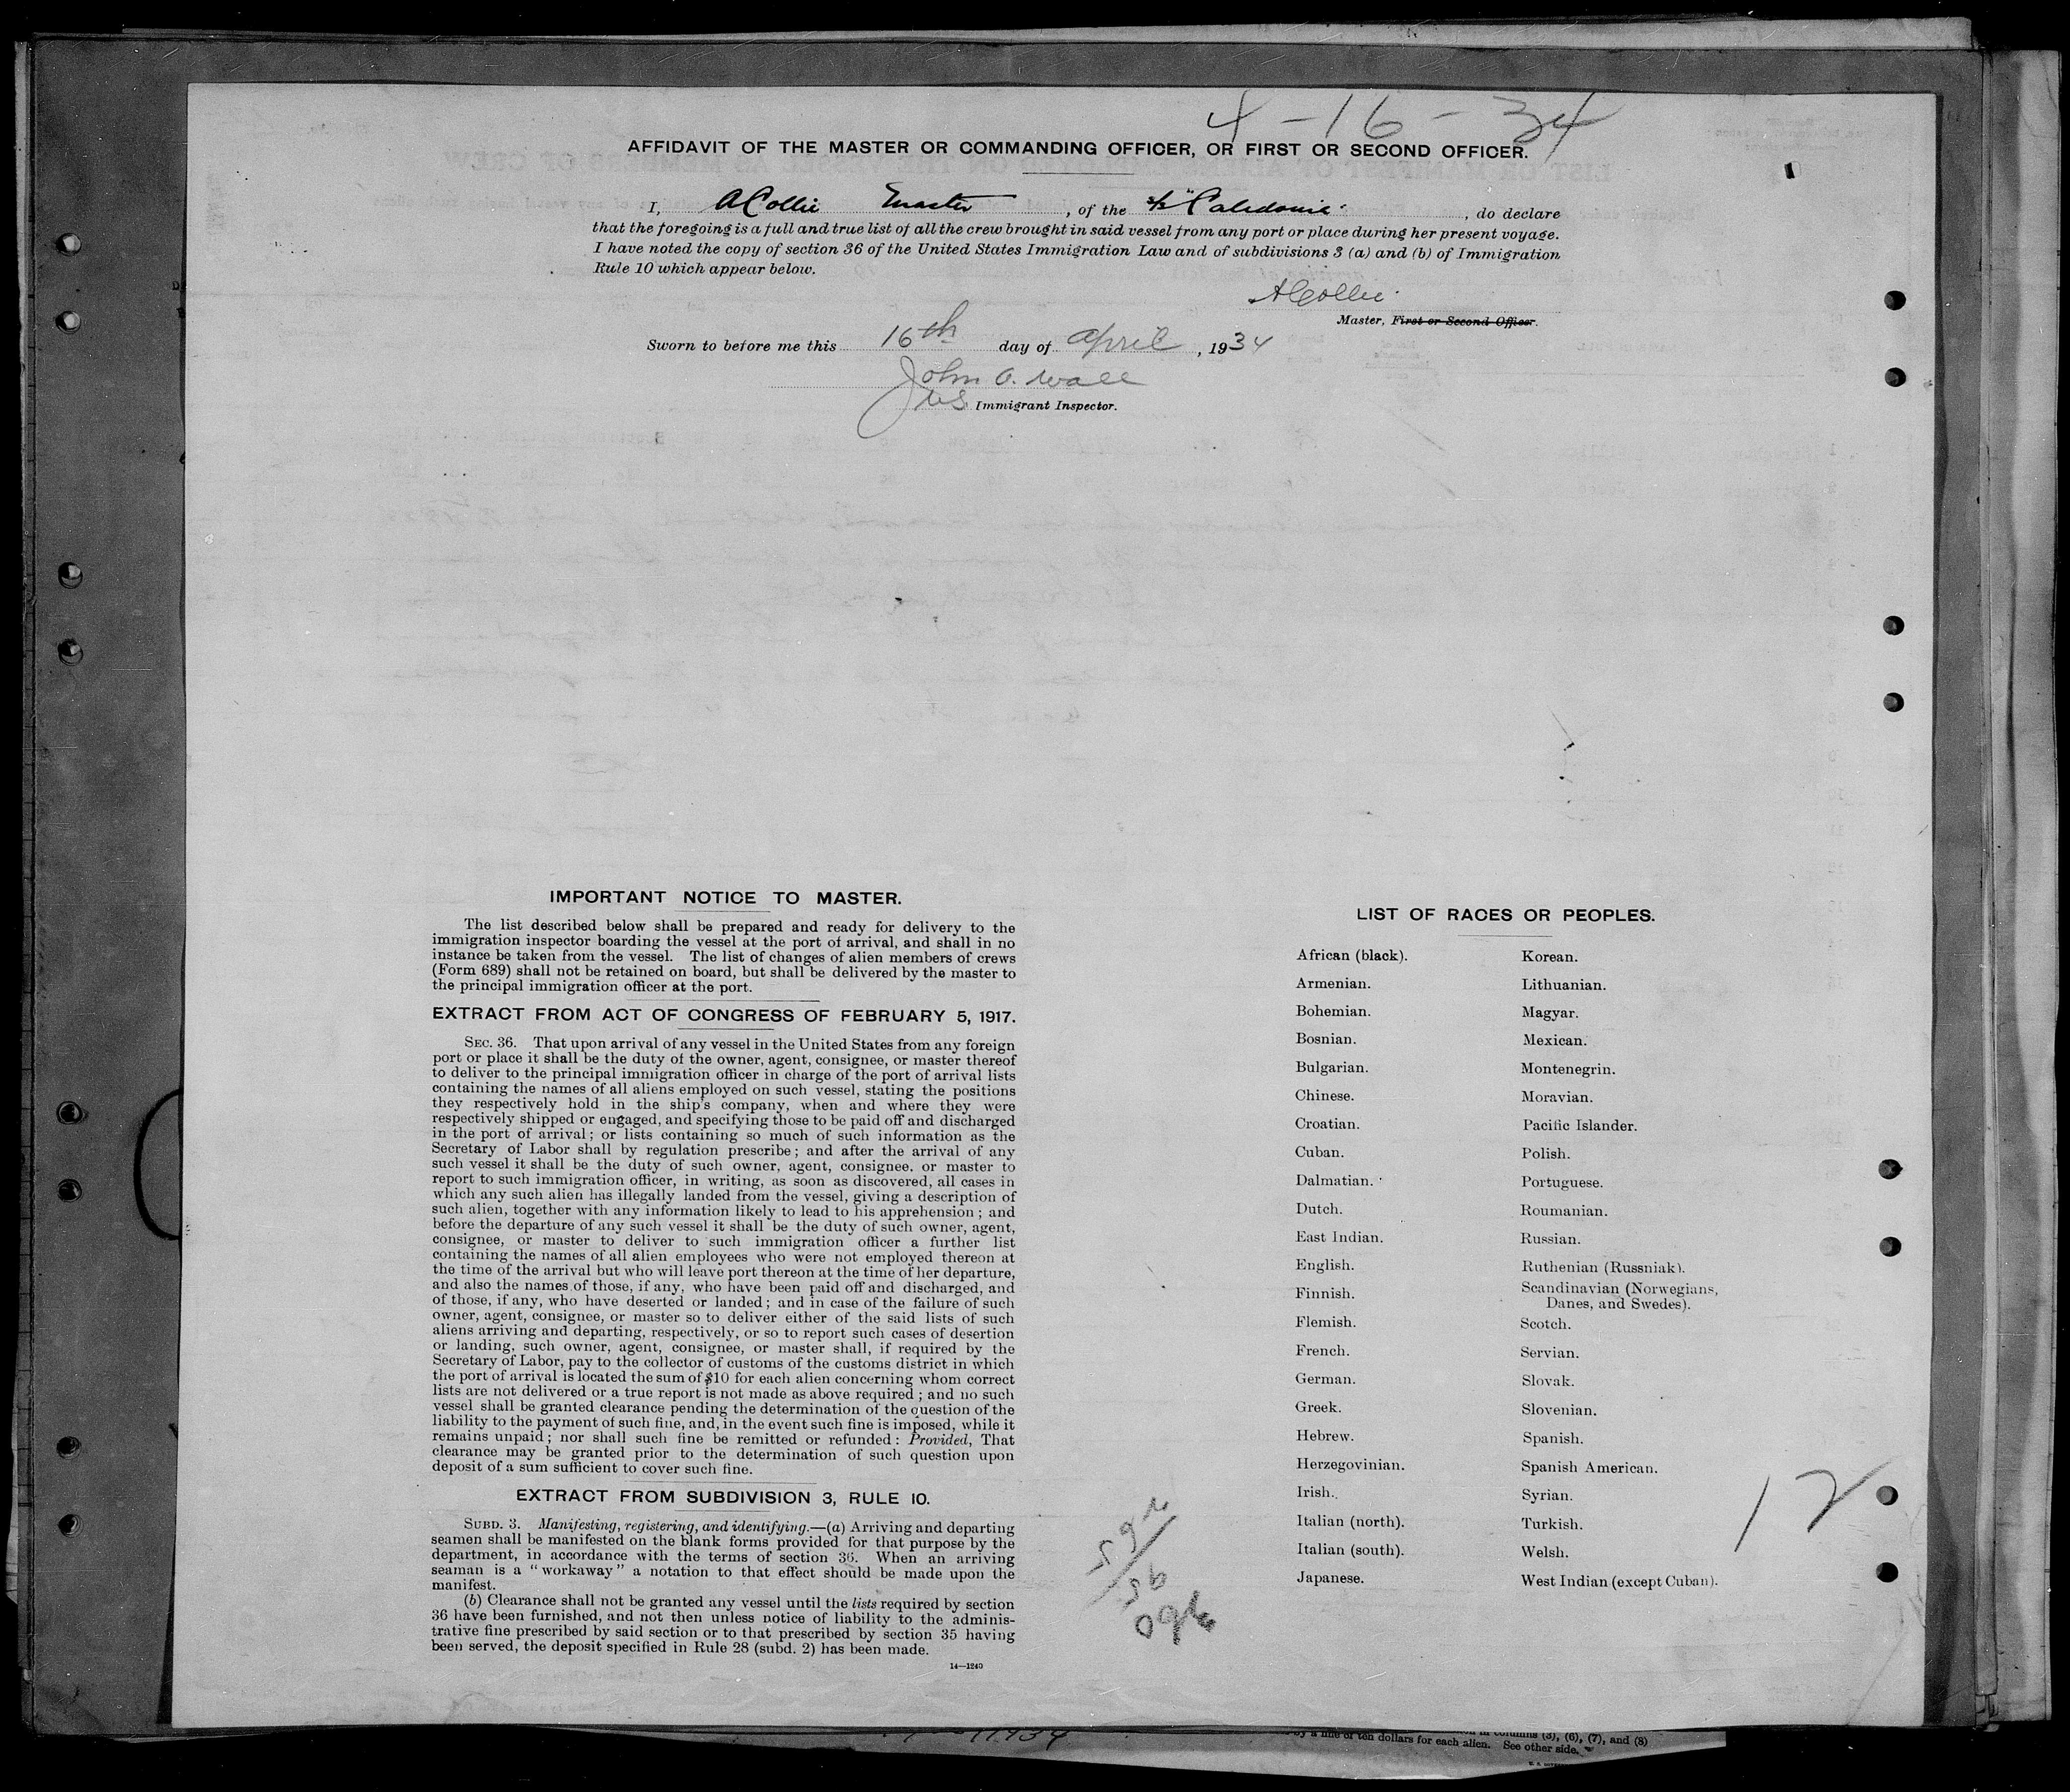 4-16-34
AFFIDAVIT OF THE MASTER OR COMMANDING OFFICER, OR FIRST OR SECOND OFFICER.
I, A Collie Master, of the S/S "Caledonia", do declare
that the foregoing is a full and true list of all the crew brought in said vessel from any port or place during her present voyage.
I have noted the copy of section 36 of the United States Immigration Law and of subdivisions 3 (a) and (b) of Immigration
Rule 10 which appear below.
A Collie
Master, First or Second Officer.
Sworn to before me this 16th day of April, 1934
John O. Wall
US Immigrant Inspector.
IMPORTANT NOTICE TO MASTER.
The list described below shall be prepared and ready for delivery to the
immigration inspector boarding the vessel at the port of arrival, and shall in no
instance be taken from the vessel. The list of changes of alien members of crews
(Form 689) shall not be retained on board, but shall be delivered by the master to
the principal immigration officer at the port.
EXTRACT FROM ACT OF CONGRESS OF FEBRUARY 5, 1917.
SEC. 36. That upon arrival of any vessel in the United States from any foreign
port or place it shall be the duty of the owner, agent, consignee, or master thereof
to deliver to the principal immigration officer in charge of the port of arrival lists
containing the names of all aliens employed on such vessel, stating the positions
they respectively hold in the ship's company, when and where they were
respectively shipped or engaged, and specifying those to be paid off and discharged
in the port of arrival; or lists containing so much of such information as the
Secretary of Labor shall by regulation prescribe; and after the arrival of any
such vessel it shall be the duty of such owner, agent, consignee. or master to
report to such immigration officer, in writing, as soon as discovered, all cases in
which any such alien has illegally landed from the vessel, giving a description of
such alien, together with any information likely to lead to his apprehension; and
before the departure of any such vessel it shall be the duty of such owner, agent,
consignee, or master to deliver to such immigration officer a further list
containing the names of all alien employees who were not employed thereon at
the time of the arrival but who will leave port thereon at the time of her departure,
and also the names of those, if any, who have been paid off and discharged, and
of those, if any, who have deserted or landed; and in case of the failure of such
owner, agent, consignee, or master so to deliver either of the said lists of such
aliens arriving and departing, respectively, or so to report such cases of desertion
or landing, such owner, agent, consignee, or master shall, if required by the
Secretary of Labor, pay to the collector of customs of the customs district in which
the port of arrival is located the sum of $10 for each alien concerning whom correct
lists are not delivered or a true report is not made as above required; and no such
vessel shall be granted clearance pending the determination of the question of the
liability to the payment of such fine, and, in the event such fine is imposed, while it
remains unpaid; nor shall such fine be remitted or refunded: Provided, That
clearance may be granted prior to the determination of such question upon
deposit of a sum sufficient to cover such fine.
EXTRACT FROM SUBDIVISION 3, RULE 10.
SUBD. 3. Manifesting, registering, and identifying.—(a) Arriving and departing
seamen shall be manifested on the blank forms provided for that purpose by the
department, in accordance with the terms of section 36. When an arriving
seaman is a "workaway" a notation to that effect should be made upon the
manifest.
(b) Clearance shall not be granted any vessel until the lists required by section
36 have been furnished, and not then unless notice of liability to the adminis-
trative fine prescribed by said section or to that prescribed by section 35 having
been served, the deposit specified in Rule 28 (subd. 2) has been made.
14—1240
LIST OF RACES OR PEOPLES.
African (black).
Armenian.
Bohemian.
Bosnian.
Bulgarian.
Chinese.
Croatian.
Cuban.
Dalmatian.
Dutch.
East Indian.
English.
Finnish.
Flemish.
French.
German.
Greek.
Hebrew.
Herzegovinian.
Irish.
Italian (north).
Italian (south).
Japanese.
Korean.
Lithuanian.
Magyar.
Mexican.
Montenegrin.
Moravian.
Pacific Islander.
Polish.
Portuguese.
Roumanian.
Russian.
Ruthenian (Russniak).
Scandinavian (Norwegians,
Danes, and Swedes).
Scotch.
Servian.
Slovak.
Slovenian.
Spanish.
Spanish American.
Syrian.
Turkish.
Welsh.
West Indian (except Cuban).
12
in columns (3), (6), (7), and (8)
by a fine of ten dollars for each alien. See other side.